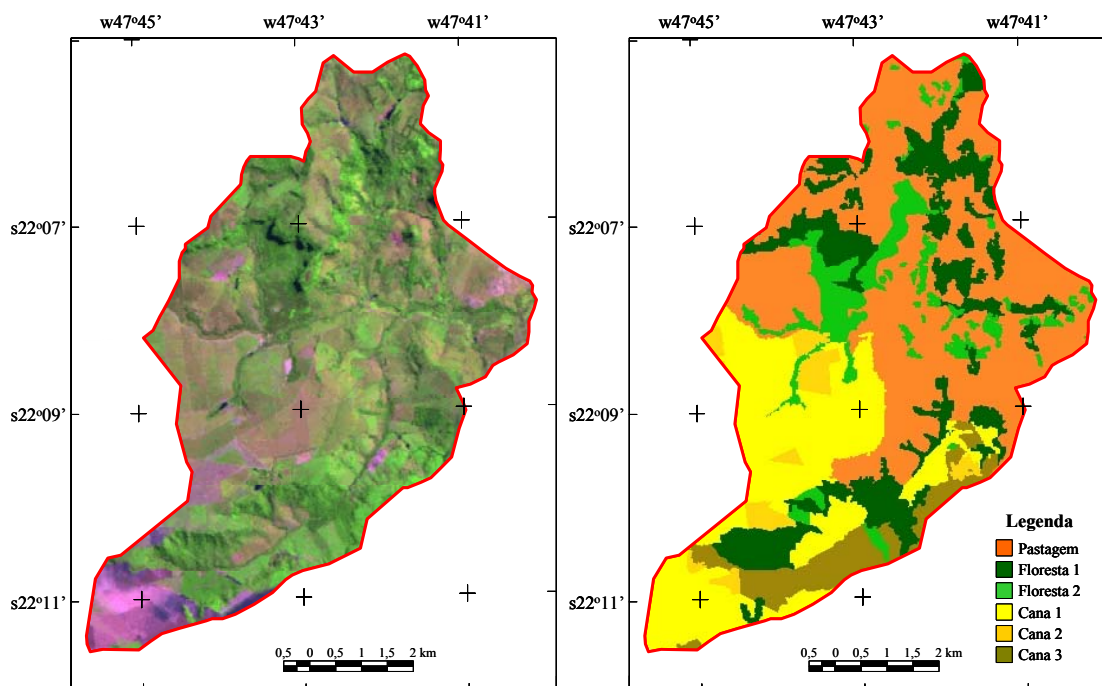 w47º45’ w47º43’ w47º41’
s22º07’
s22º09’
s22º11’
0,5 0 0,5 1 1,5 2 km
w47º45’ w47º43’ w47º41’
s22º07’
s22º09’
s22º11’
Legenda
Pastagem
Floresta 1
Floresta 2
Cana 1
Cana 2
Cana 3
0,5 0 0,5 1 1,5 2 km